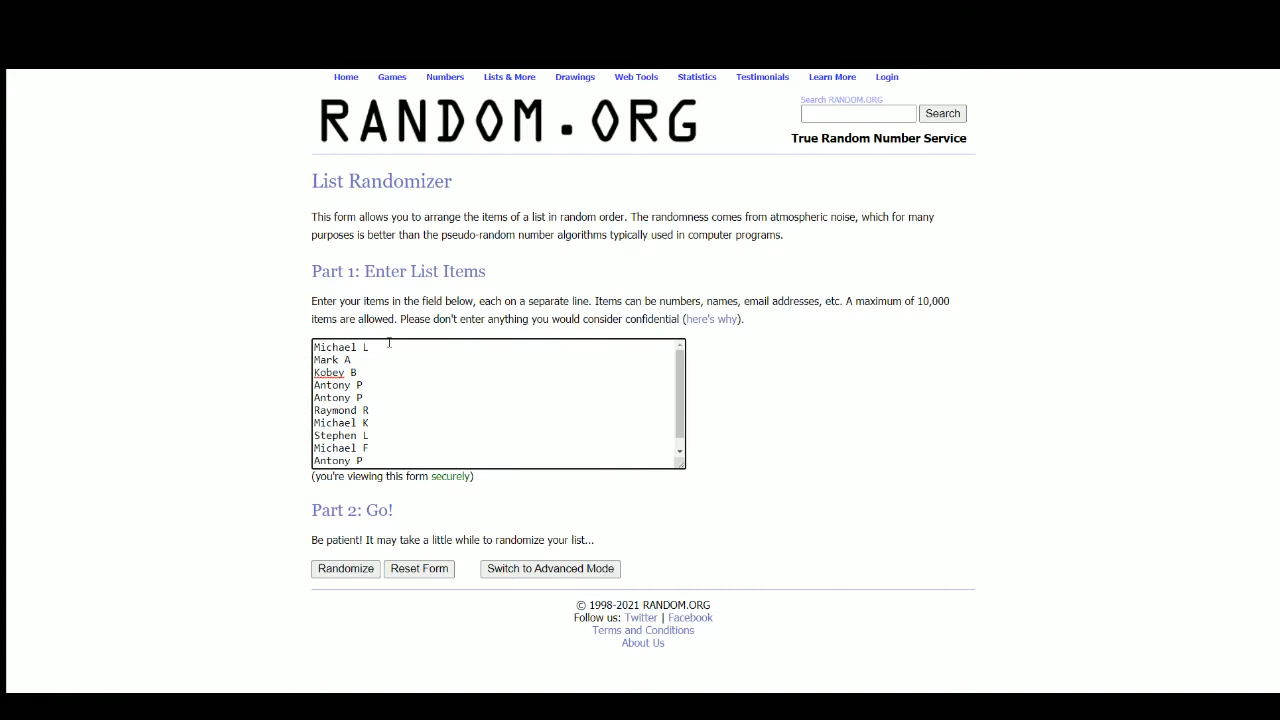 Home Games Numbers Lists & More Drawings Web Tools Statistics Testimonials Learn More Login
RANDOM.ORG
Search RANDOM.ORG
Search
True Random Number Service
List Randomizer
This form allows you to arrange the items of a list in random order. The randomness comes from atmospheric noise, which for many
purposes is better than the pseudo-random number algorithms typically used in computer programs.
Part 1: Enter List Items
Enter your items in the field below, each on a separate line. Items can be numbers, names, email addresses, etc. A maximum of 10,000
items are allowed. Please don't enter anything you would consider confidential (here's why).
Michael L
Mark A
Kobey B
Antony P
Antony P
Raymond R
Michael K
Stephen L
Michael F
Antony P
(you're viewing this form securely)
Part 2: Go!
Be patient! It may take a little while to randomize your list...
Randomize Reset Form Switch to Advanced Mode
© 1998-2021 RANDOM.ORG
Follow us: Twitter | Facebook
Terms and Conditions
About Us